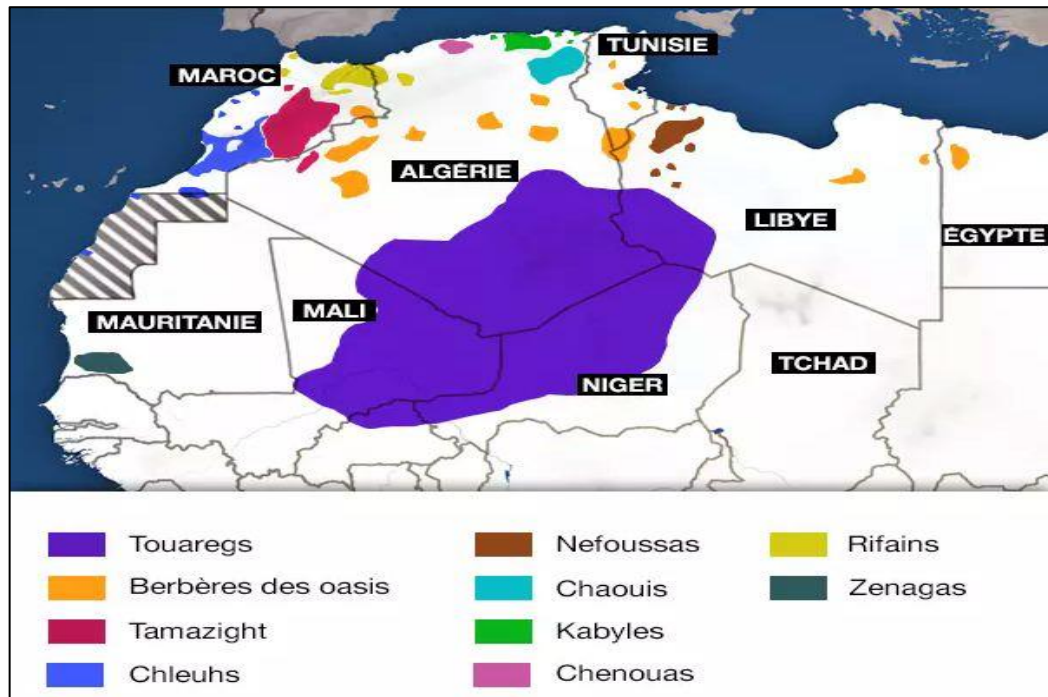 TUNISIE
MAROC
ALGÉRIE
LIBYE
ÉGYPTE
MALI
MAURITANIE
TCHAD
NIGER
Touaregs
Nefoussas
Rifains
Berbères des oasis
Chaouis
Zenagas
Tamazight
Kabyles
Chleuhs
Chenouas